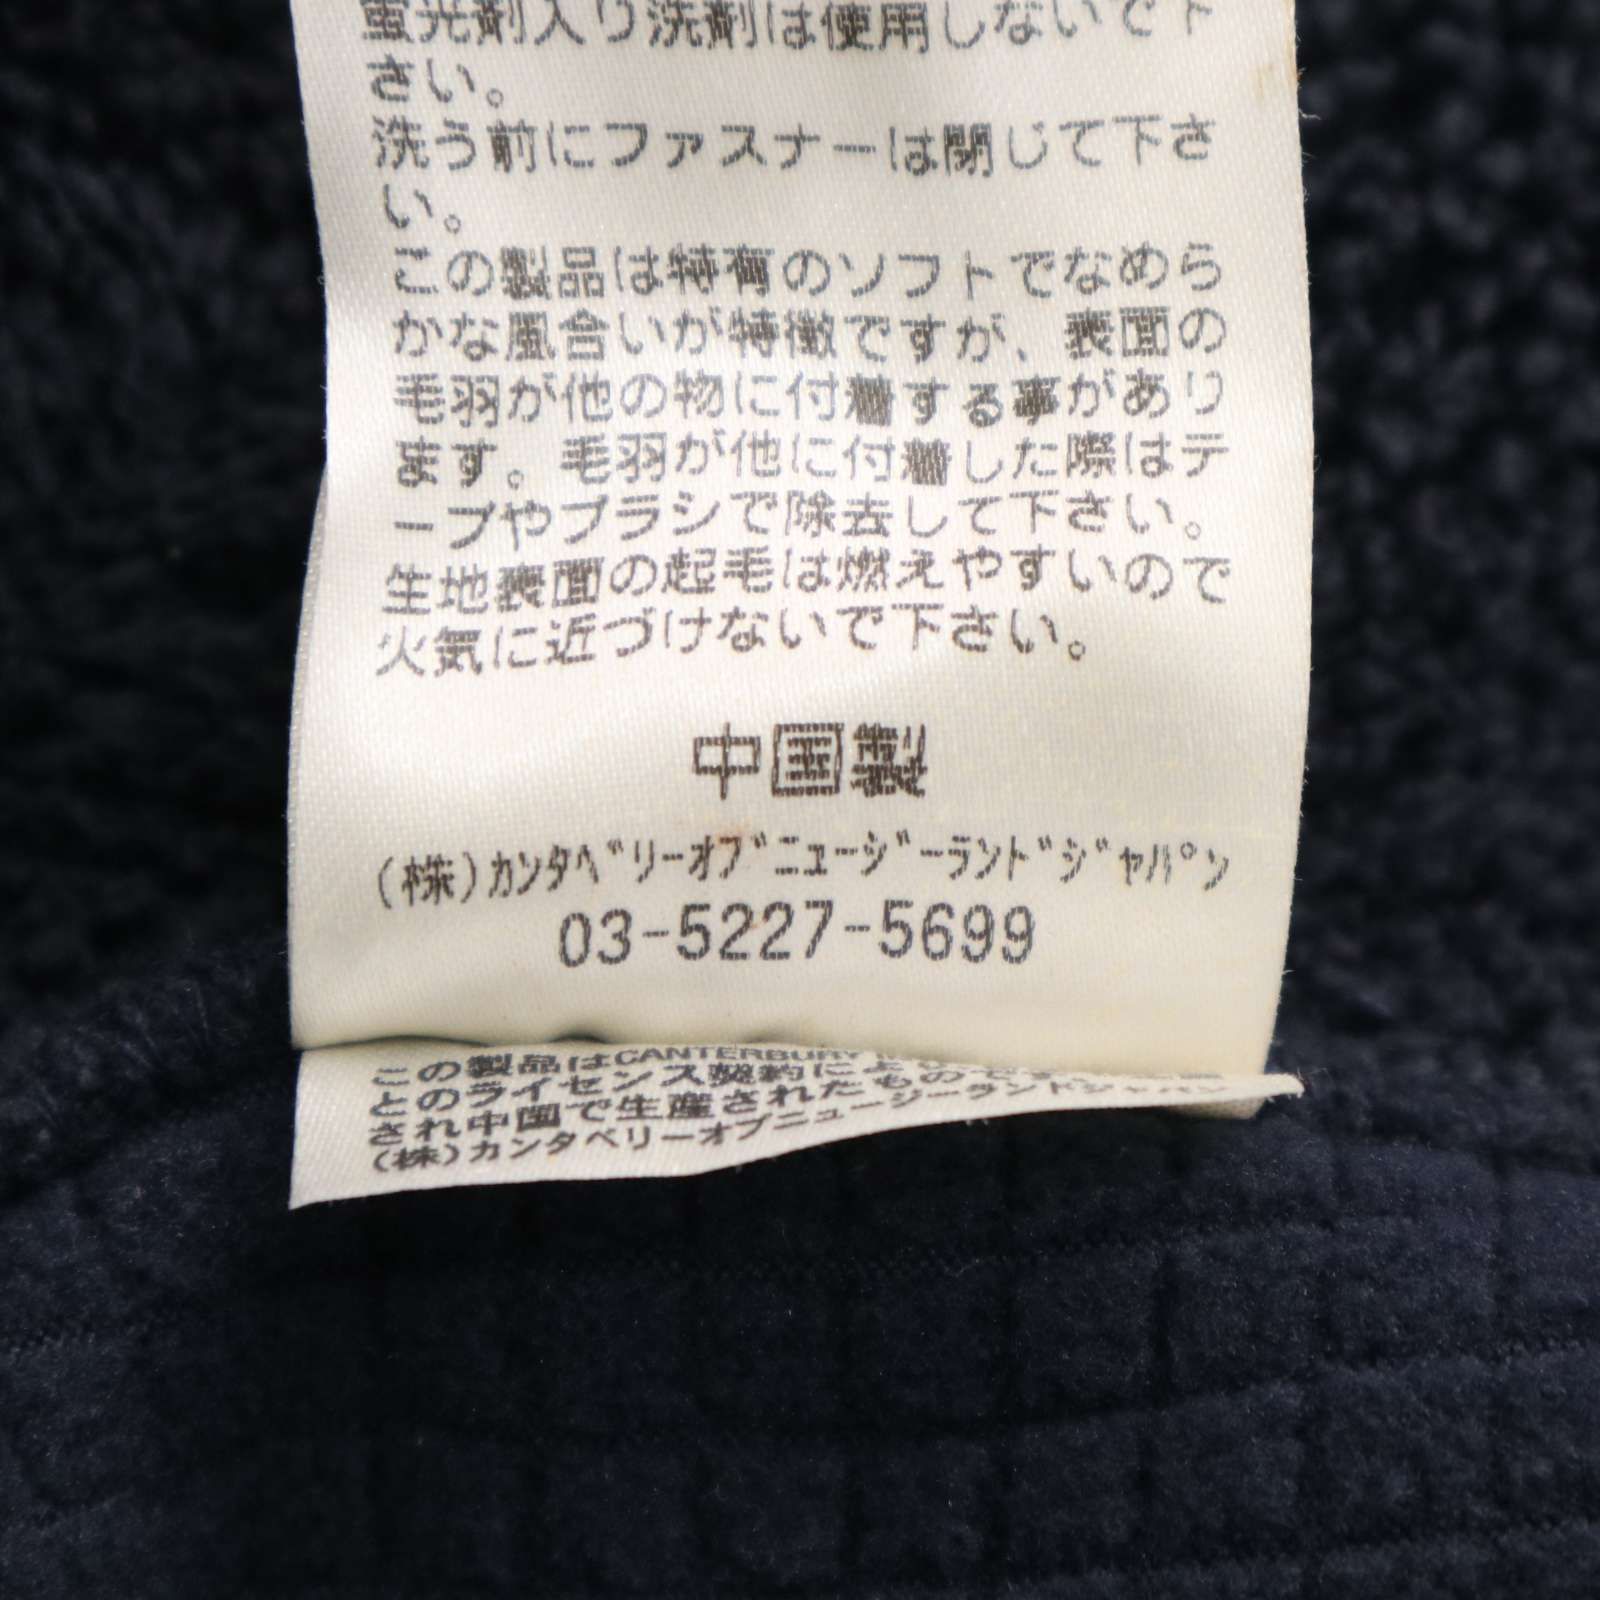 蛍光剤入り洗剤は使用しないで下
さい。
洗う前にファスナーは閉じて下さ
い。
この製品は特有のソフトでなめら
かな風合いが特徴ですが、表面の
毛羽が他の物に付着する事があり
ます。毛羽が他に付着した際はテ
ープやブラシで除去して下さい。
生地表面の起毛は燃えやすいので
火気に近づけないで下さい。
中国製
(株)ｶﾝﾀﾍﾞﾘｰｵﾌﾞﾆｭｰｼﾞｰﾗﾝﾄﾞｼﾞｬﾊﾟﾝ
03-5227-5699
この製品はCANTERBURY
とのライセンス契約により
され中国で生産されたものです
(株)カンタベリーオブニュージーランドジャパン